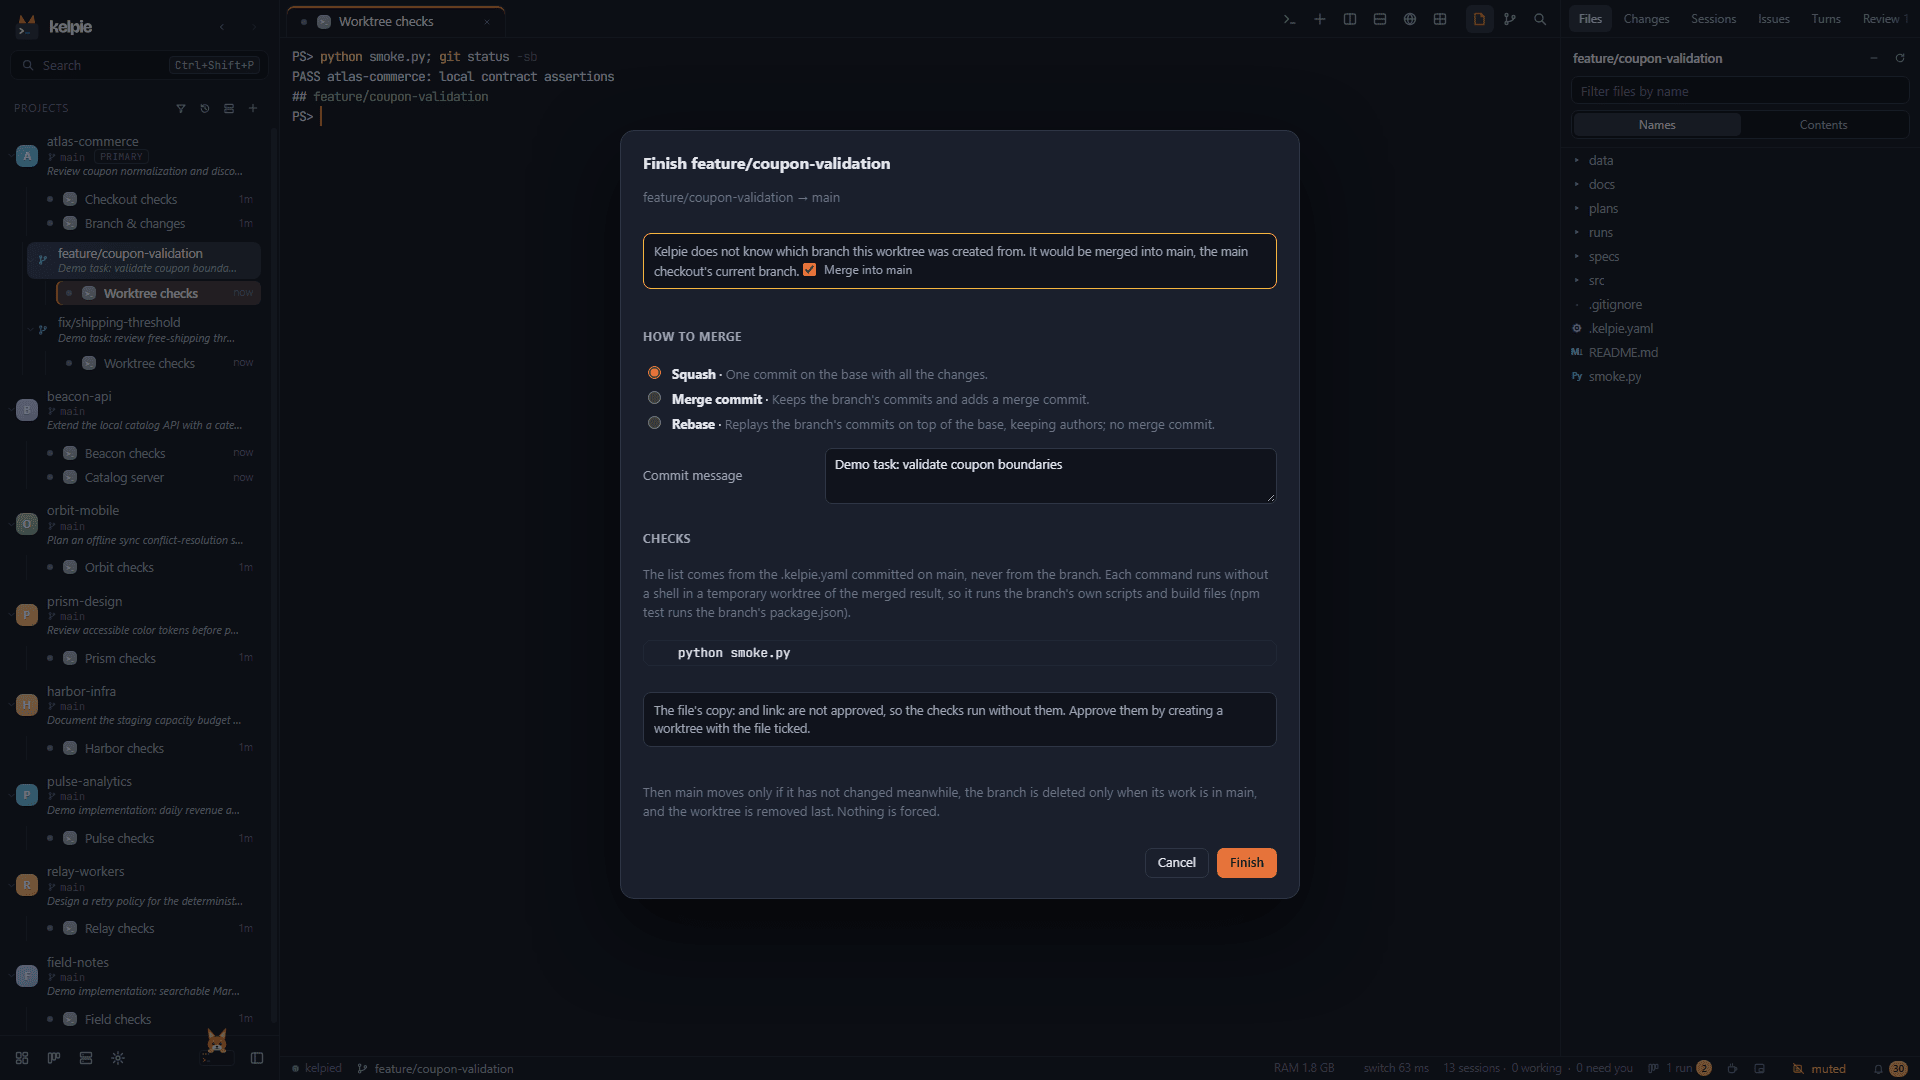 kelpie
Search
Ctrl+Shift+P
PROJECTS
A
atlas-commerce
main
PRIMARY
Review coupon normalization and disco...
Checkout checks
1m
Branch & changes
1m
feature/coupon-validation
Demo task: validate coupon bounda...
Worktree checks
now
fix/shipping-threshold
Demo task: review free-shipping thr...
Worktree checks
now
B
beacon-api
main
Extend the local catalog API with a cate...
Beacon checks
now
Catalog server
now
O
orbit-mobile
main
Plan an offline sync conflict-resolution s...
Orbit checks
1m
P
prism-design
main
Review accessible color tokens before p...
Prism checks
1m
H
harbor-infra
main
Document the staging capacity budget ...
Harbor checks
1m
P
pulse-analytics
main
Demo implementation: daily revenue a...
Pulse checks
1m
R
relay-workers
main
Design a retry policy for the determinist...
Relay checks
1m
F
field-notes
main
Demo implementation: searchable Mar...
Field checks
1m
Worktree checks
PS> python smoke.py; git status -sb
PASS atlas-commerce: local contract assertions
## feature/coupon-validation
PS>
Finish feature/coupon-validation
feature/coupon-validation → main
Kelpie does not know which branch this worktree was created from. It would be merged into main, the main
checkout's current branch. Merge into main
HOW TO MERGE
Squash · One commit on the base with all the changes.
Merge commit · Keeps the branch's commits and adds a merge commit.
Rebase · Replays the branch's commits on top of the base, keeping authors; no merge commit.
Commit message
Demo task: validate coupon boundaries
CHECKS
The list comes from the .kelpie.yaml committed on main, never from the branch. Each command runs without
a shell in a temporary worktree of the merged result, so it runs the branch's own scripts and build files (npm
test runs the branch's package.json).
python smoke.py
The file's copy: and link: are not approved, so the checks run without them. Approve them by creating a
worktree with the file ticked.
Then main moves only if it has not changed meanwhile, the branch is deleted only when its work is in main,
and the worktree is removed last. Nothing is forced.
Cancel
Finish
Files
Changes
Sessions
Issues
Turns
Review 1
feature/coupon-validation
Filter files by name
Names
Contents
data
docs
plans
runs
specs
src
.gitignore
.kelpie.yaml
M↓ README.md
Py smoke.py
kelpied
feature/coupon-validation
RAM 1.8 GB
switch 63 ms
13 sessions · 0 working · 0 need you
1 run 2
muted
30